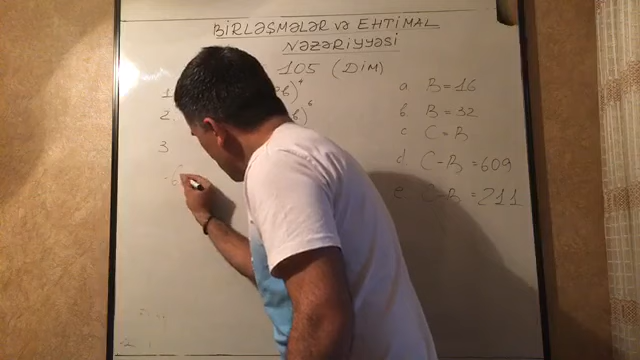 BİRLƏŞMƏLƏR VƏ EHTİMAL
NƏZƏRİYYƏSİ
105 (DİM)
1
2
3
a. B=16
b. B=32
c C=B
d C-B=609
e. C-B=211